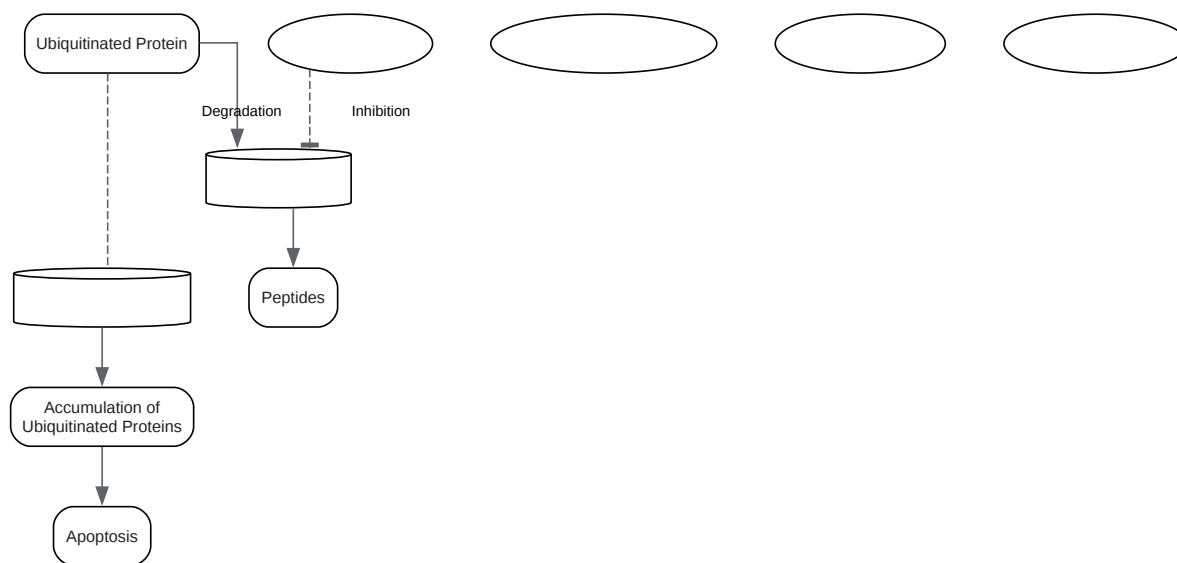 Ubiquitinated Protein
Degradation
Inhibition
Peptides
Accumulation of
Ubiquitinated Proteins
Apoptosis